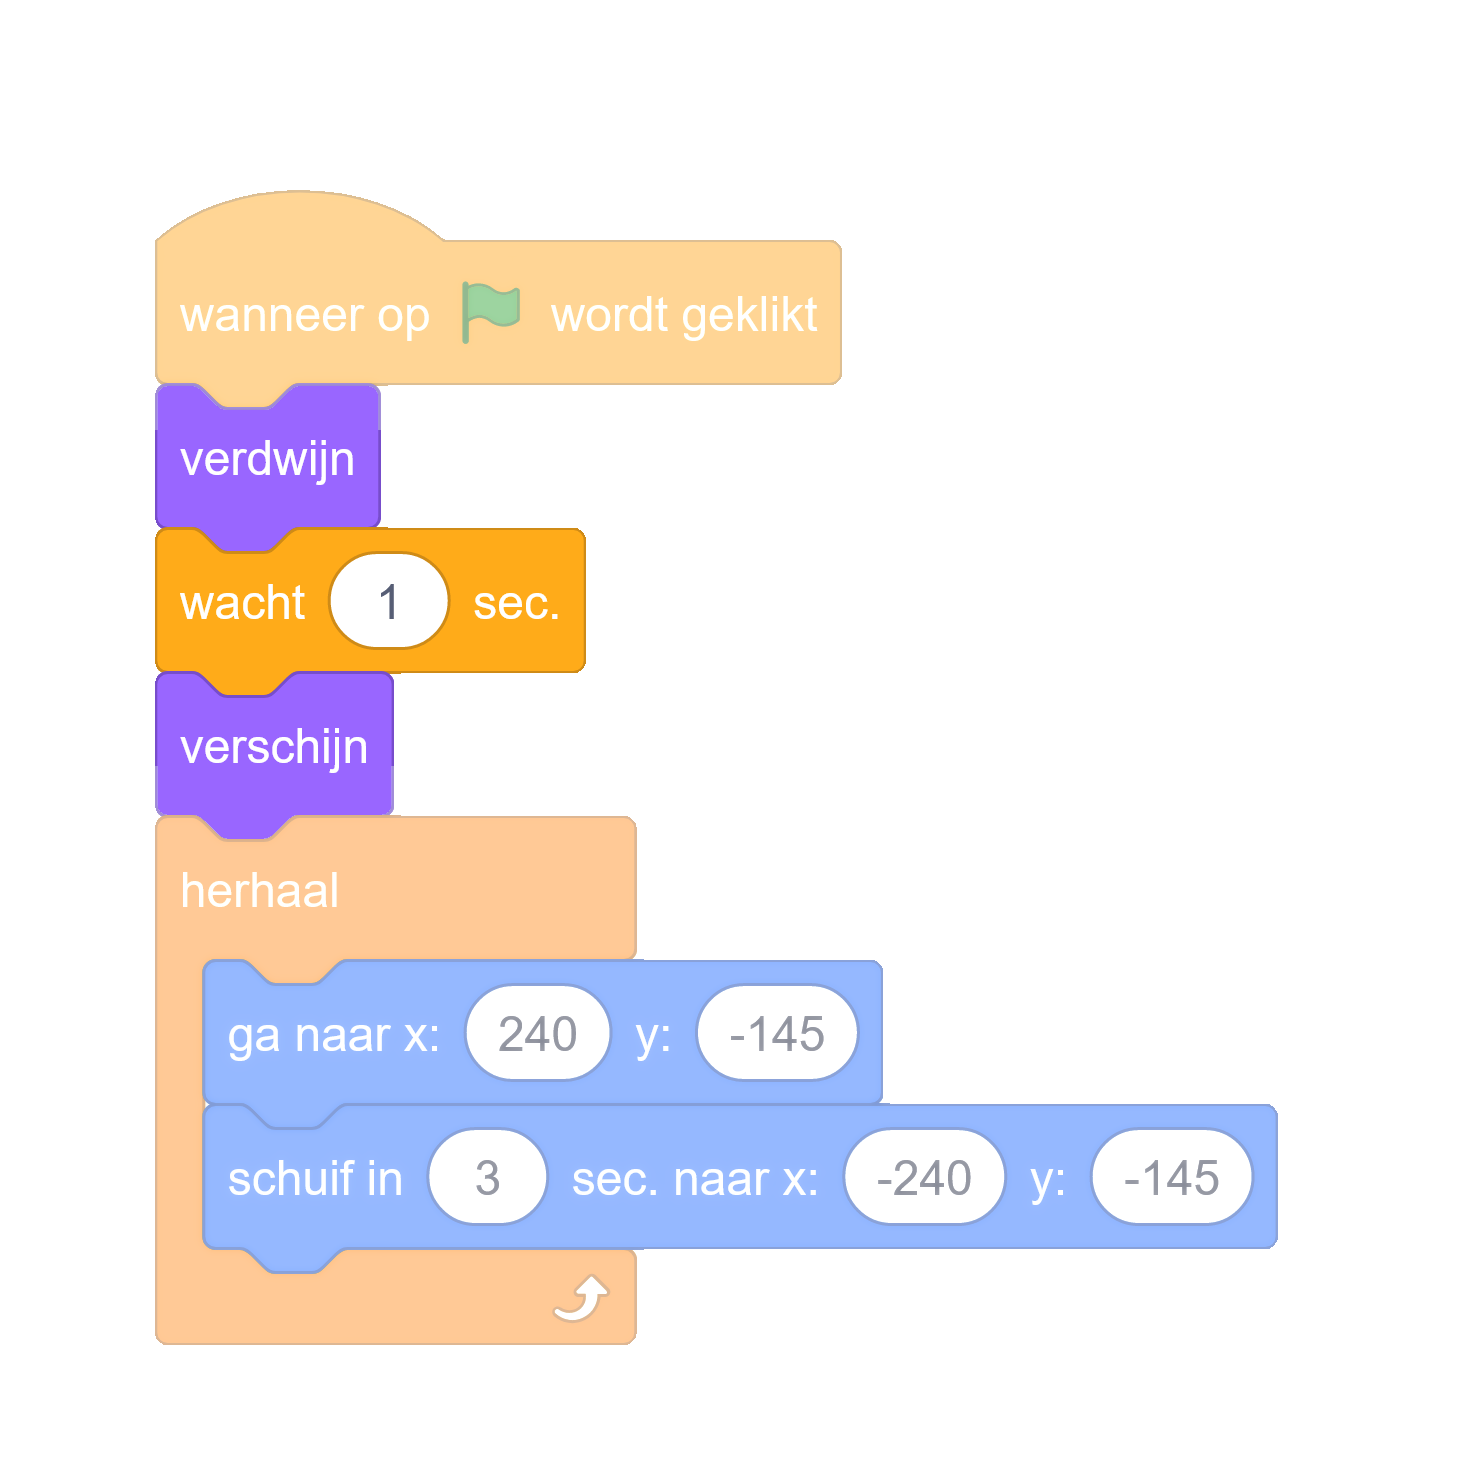 wanneer op wordt geklikt
verdwijn
wacht 1 sec.
verschijn
herhaal
ga naar x: 240 y: -145
schuif in 3 sec. naar x: -240 y: -145